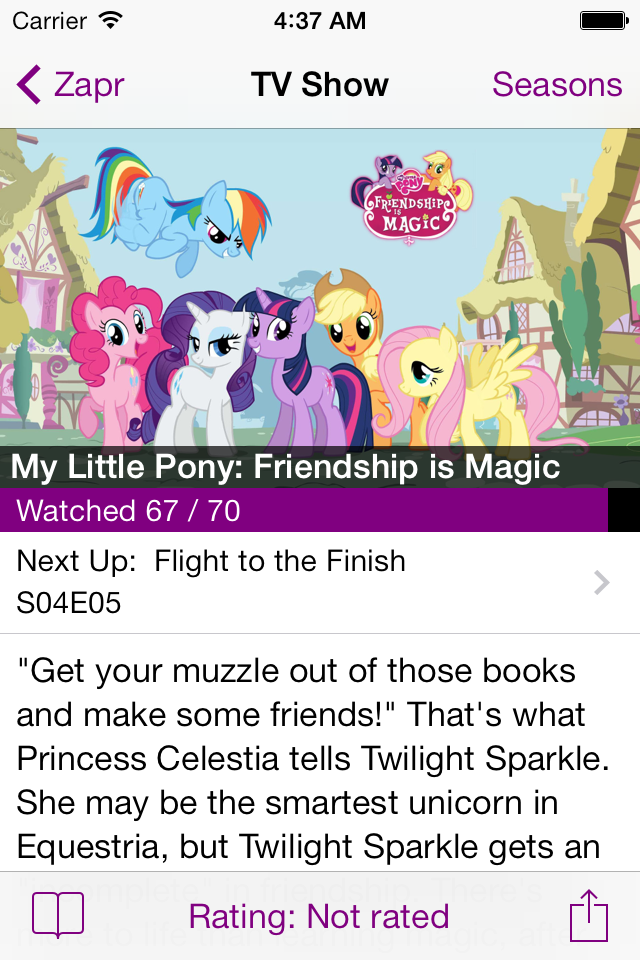 Carrier 4:37 AM
Zapr TV Show Seasons
My Little
PONY
FRIENDSHIP
IS
MAGIC
My Little Pony: Friendship is Magic
Watched 67 / 70
Next Up: Flight to the Finish
S04E05
"Get your muzzle out of those books
and make some friends!" That's what
Princess Celestia tells Twilight Sparkle.
She may be the smartest unicorn in
Equestria, but Twilight Sparkle gets an
"incomplete" in friendship. There's
more to life than learning magic, after
Rating: Not rated